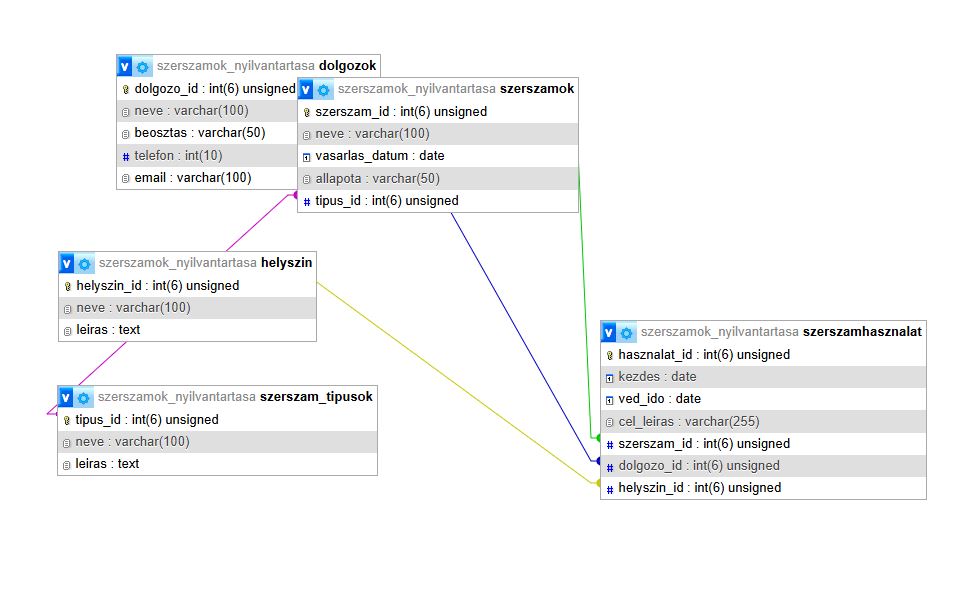 szerszamok_nyilvantartasa dolgozok
dolgozo_id : int(6) unsigned
neve : varchar(100)
beosztas : varchar(50)
telefon : int(10)
email : varchar(100)
szerszamok_nyilvantartasa szerszamok
szerszam_id : int(6) unsigned
neve : varchar(100)
vasarlas_datum : date
allapota : varchar(50)
tipus_id : int(6) unsigned
szerszamok_nyilvantartasa helyszin
helyszin_id : int(6) unsigned
neve : varchar(100)
leiras : text
szerszamok_nyilvantartasa szerszam_tipusok
tipus_id : int(6) unsigned
neve : varchar(100)
leiras : text
szerszamok_nyilvantartasa szerszamhasznalat
hasznalat_id : int(6) unsigned
kezdes : date
ved_ido : date
cel_leiras : varchar(255)
szerszam_id : int(6) unsigned
dolgozo_id : int(6) unsigned
helyszin_id : int(6) unsigned